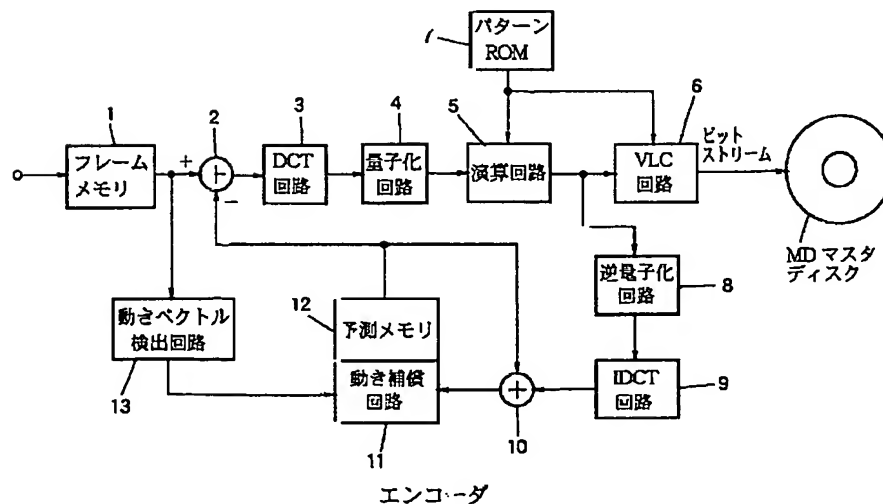 パターン
ROM
7
1
2
3
4
5
6
フレーム
メモリ
+
−
DCT
回路
量子化
回路
演算回路
VLC
回路
ビット
ストリーム
MDマスタ
ディスク
逆量子化
回路
8
動きベクトル
検出回路
13
12
予測メモリ
動き補償
回路
11
10
IDCT
回路
9
エンコーダ